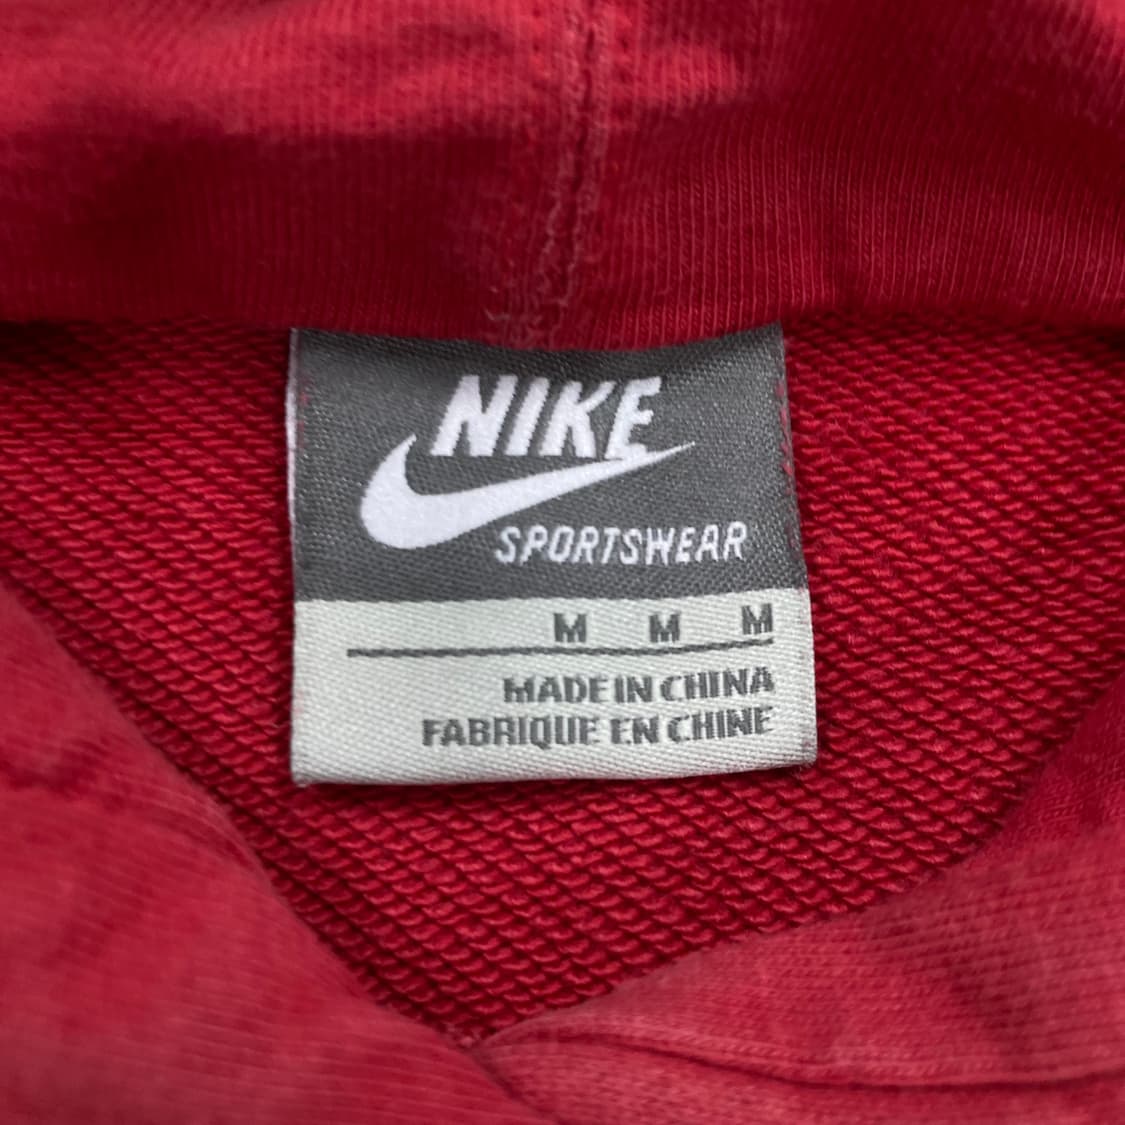 NIKE
SPORTSWEAR
M M M
MADE IN CHINA
FABRIQUE EN CHINE